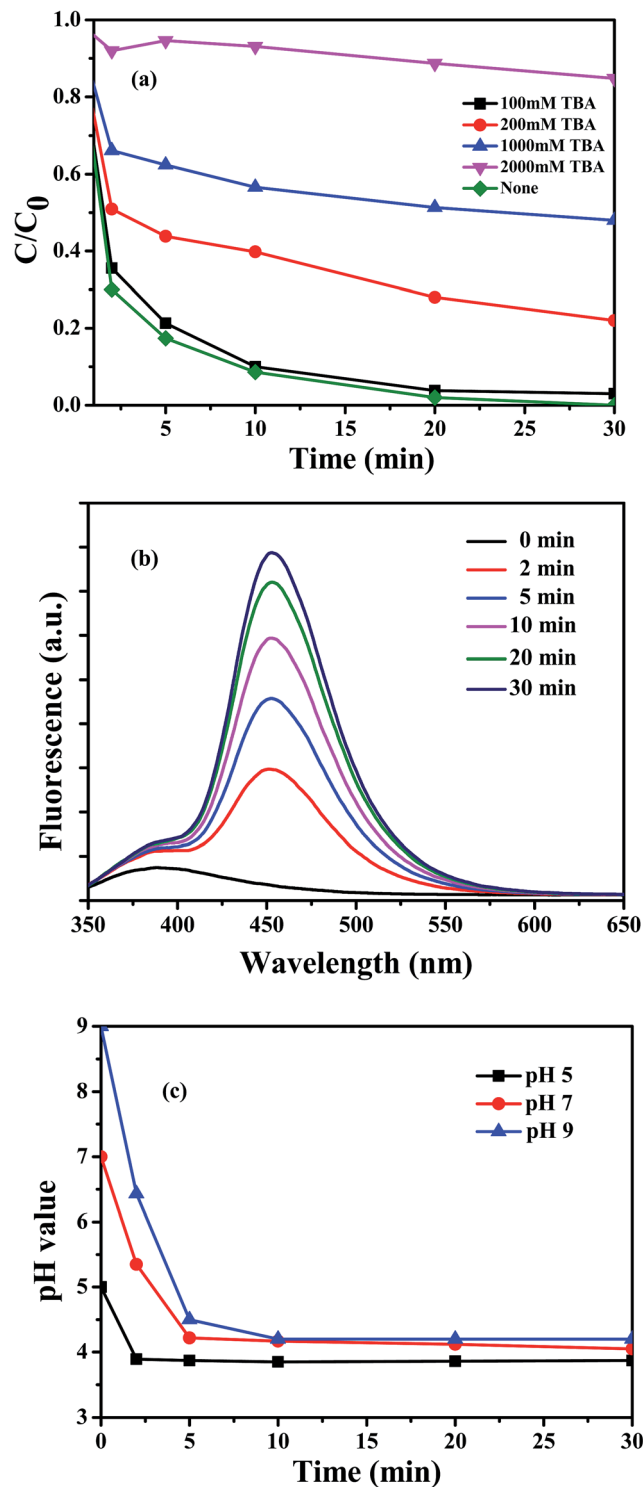 1.0
(a)
0.8
100mM TBA
200mM TBA
1000mM TBA
2000mM TBA
None
0.6
C/C0
0.4
0.2
0.0
5 10 15 20 25 30
Time (min)
(b)
0 min
2 min
5 min
10 min
20 min
30 min
Fluorescence (a.u.)
350 400 450 500 550 600 650
Wavelength (nm)
9
(c)
pH 5
pH 7
pH 9
8
7
6
pH value
5
4
3
0 5 10 15 20 25 30
Time (min)